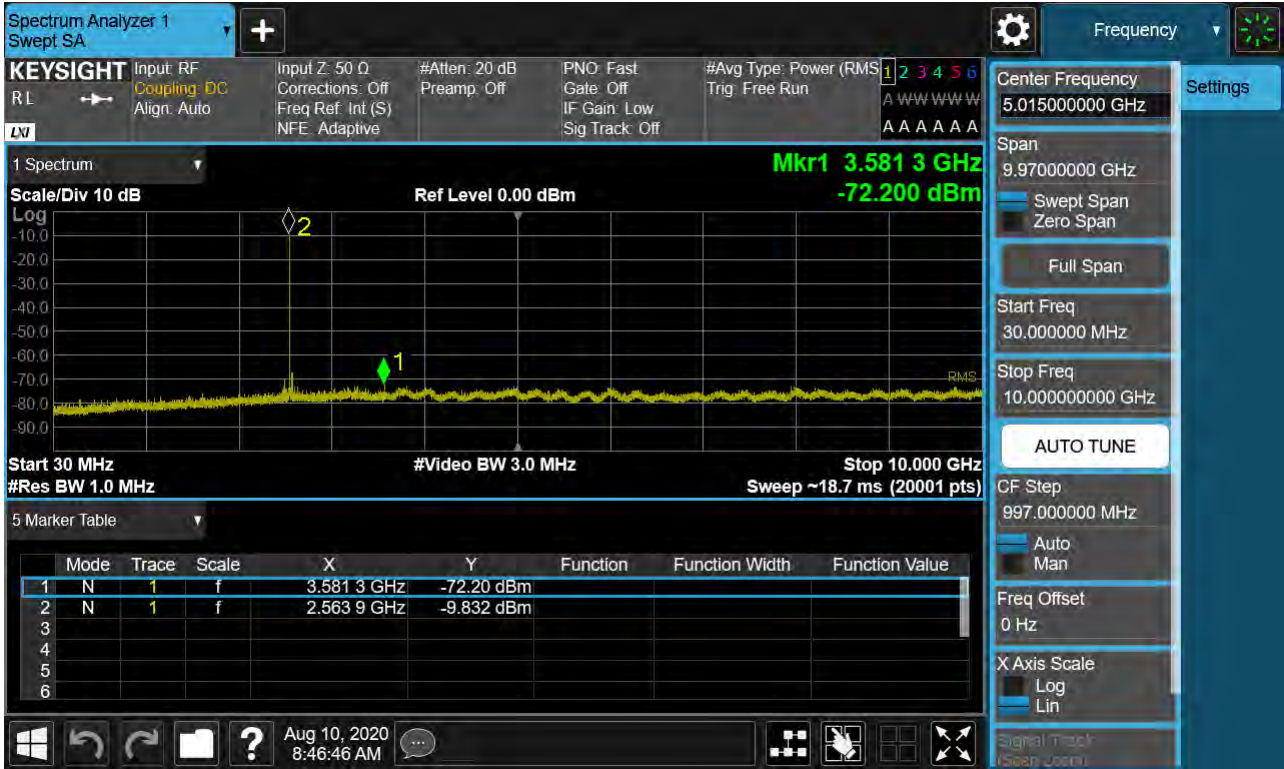 Spectrum Analyzer 1
Swept SA
Frequency
KEYSIGHT
R L
LXI
Input: RF
Coupling: DC
Align: Auto
Input Z: 50 Ω
Corrections: Off
Freq Ref: Int (S)
NFE: Adaptive
#Atten: 20 dB
Preamp: Off
PNO: Fast
Gate: Off
IF Gain: Low
Sig Track: Off
#Avg Type: Power (RMS
Trig: Free Run
1 2 3 4 5 6
A W W W W W
A A A A A A
1 Spectrum
Scale/Div 10 dB
Ref Level 0.00 dBm
Mkr1 3.581 3 GHz
-72.200 dBm
Log
-10.0
-20.0
-30.0
-40.0
-50.0
-60.0
-70.0
-80.0
-90.0
2
1
RMS
Start 30 MHz
#Video BW 3.0 MHz
Stop 10.000 GHz
#Res BW 1.0 MHz
Sweep ~18.7 ms (20001 pts)
5 Marker Table
Mode Trace Scale X Y Function Function Width Function Value
1 N 1 f 3.581 3 GHz -72.20 dBm
2 N 1 f 2.563 9 GHz -9.832 dBm
3
4
5
6
Aug 10, 2020
8:46:46 AM
Center Frequency
5.015000000 GHz
Settings
Span
9.97000000 GHz
Swept Span
Zero Span
Full Span
Start Freq
30.000000 MHz
Stop Freq
10.000000000 GHz
AUTO TUNE
CF Step
997.000000 MHz
Auto
Man
Freq Offset
0 Hz
X Axis Scale
Log
Lin
Signal Track
(Span Zoom)